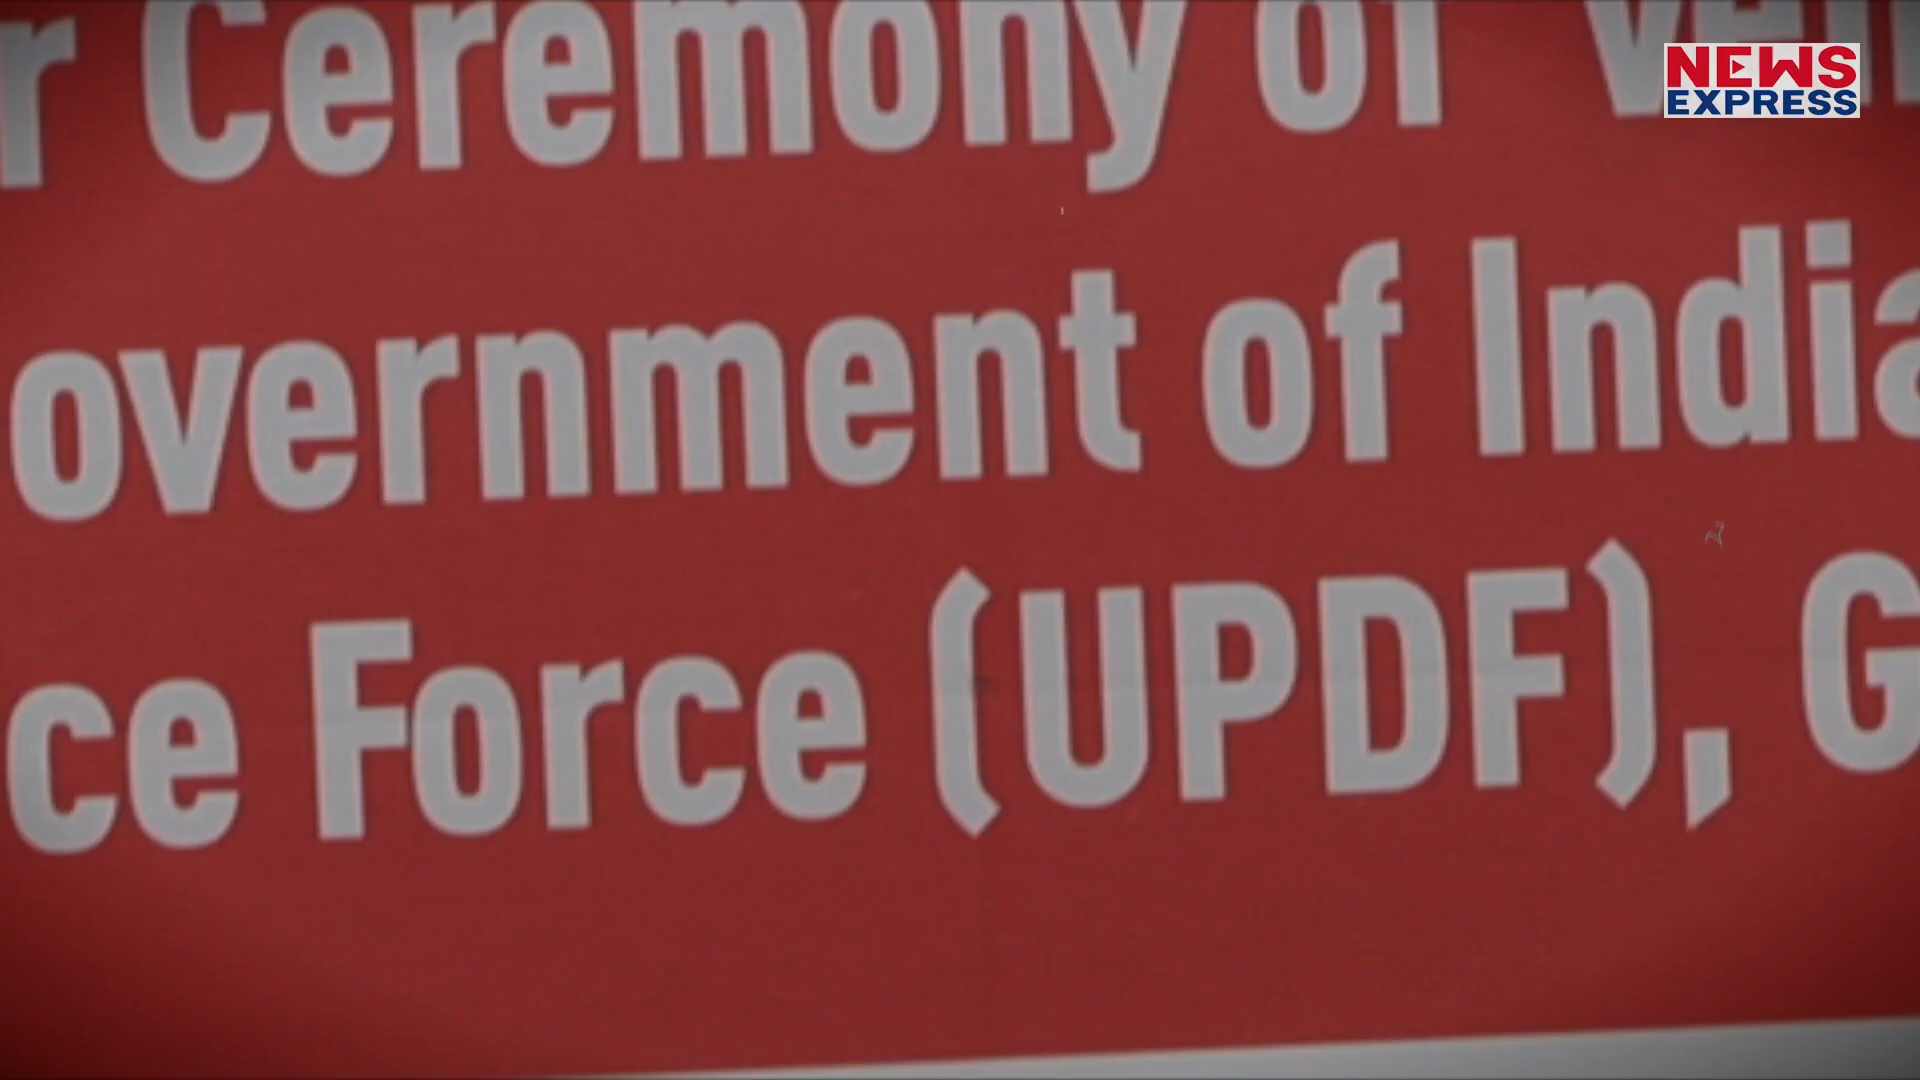 r Ceremony of 
NEWS
EXPRESS
overnment of India
ce Force (UPDF), G